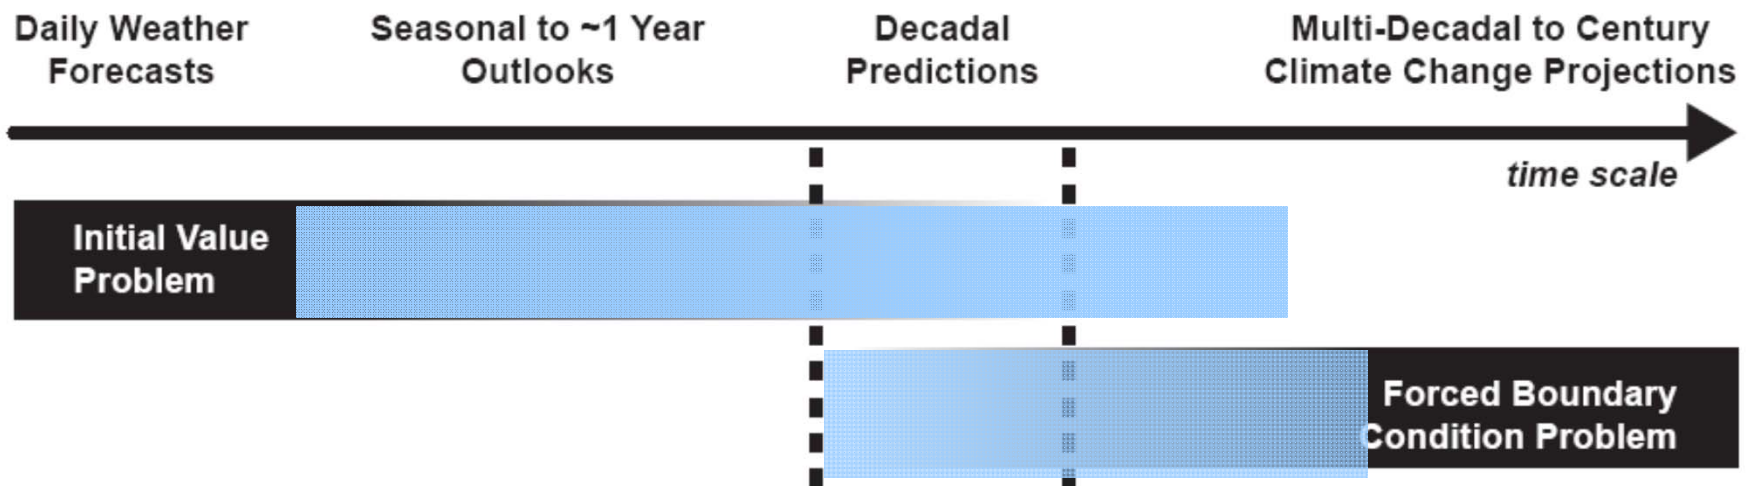 Daily Weather
Forecasts
Seasonal to ~1 Year
Outlooks
Decadal
Predictions
Multi-Decadal to Century
Climate Change Projections
time scale
Initial Value
Problem
Forced Boundary
Condition Problem